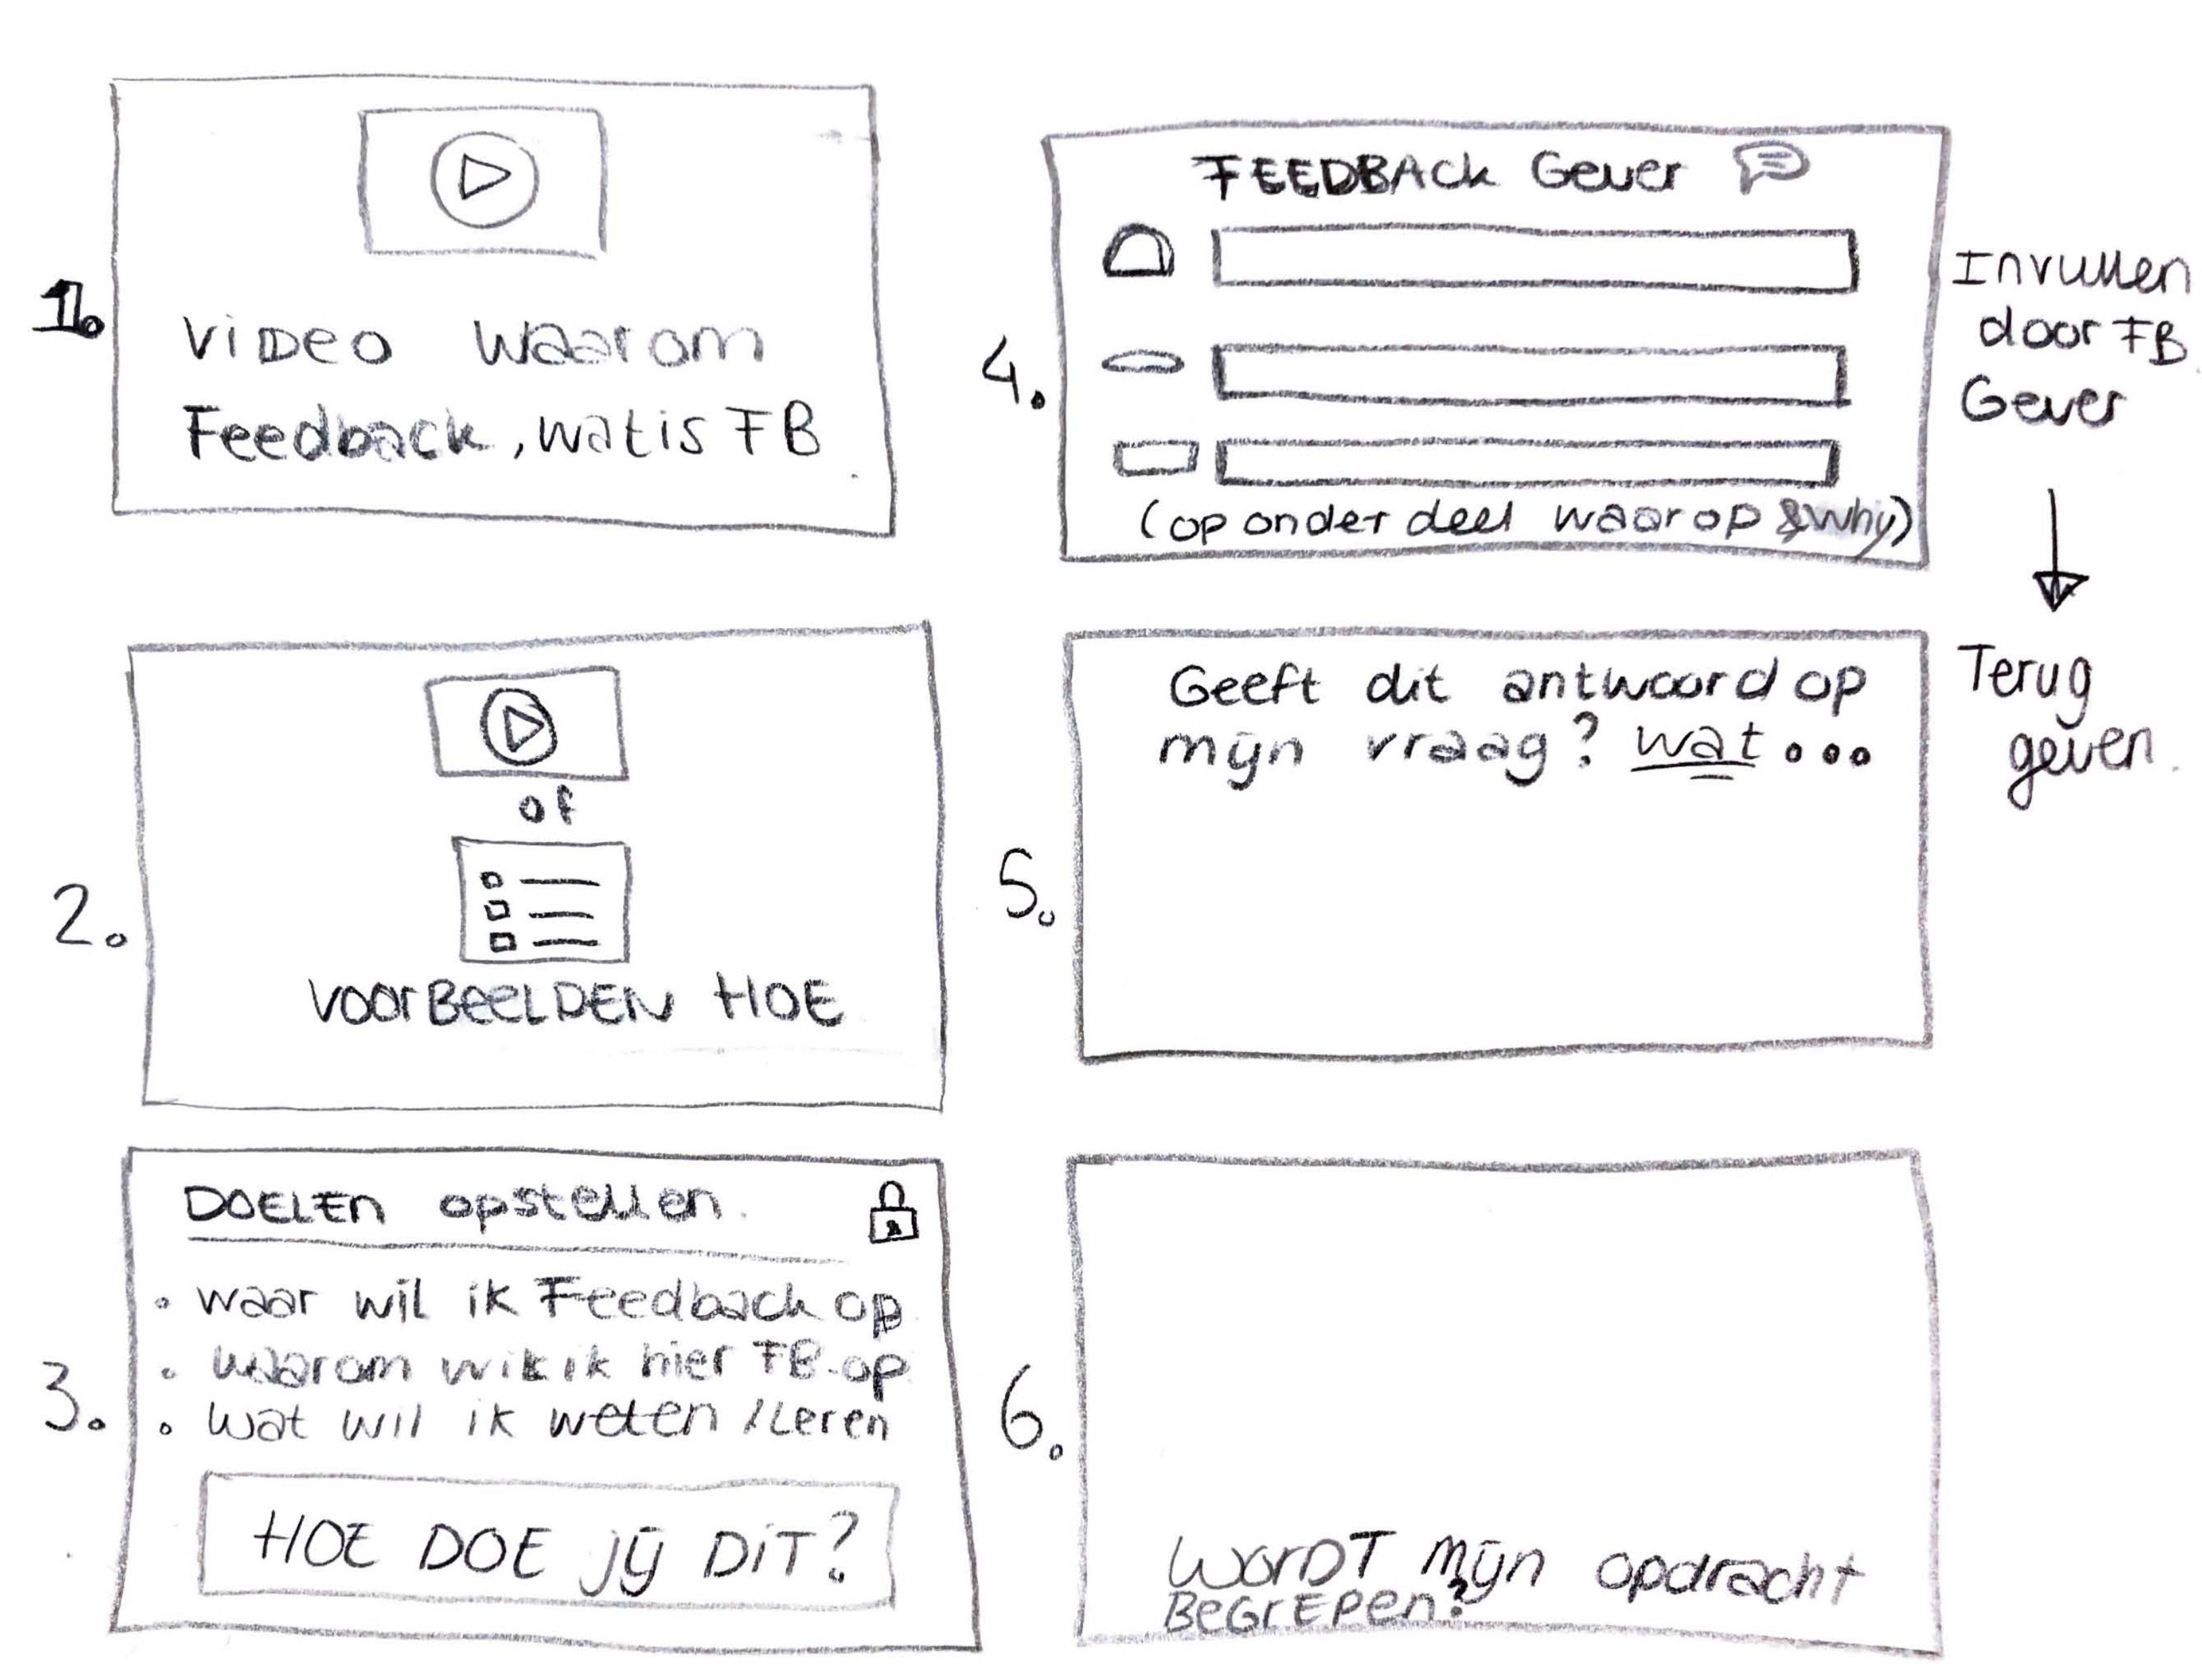 1.
Video waarom
Feedback, wat is FB
2.
of
VoorBeeLDEN HOE
3.
DOELEn opstellen.
• waar wil ik Feedback op
• waarom wik ik hier FB op
• wat wil ik weten / Leren
HOE DOE jij DiT?
4.
FEEDBAck Gever
(op onderdeel waarop & why)
Invullen
door FB
Gever
5.
Geeft dit antwoord op
mijn vraag? wat...
Terug
geven.
6.
WorDT mijn opdracht
BeGrEPen?